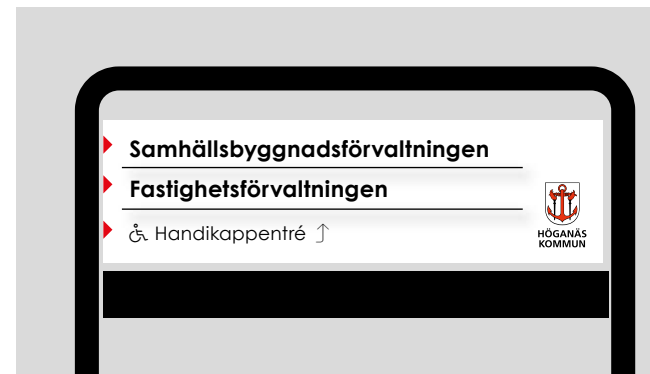 Samhällsbyggnadsförvaltningen
Fastighetsförvaltningen
♿ Handikappentré ⤴
HÖGANÄS
KOMMUN